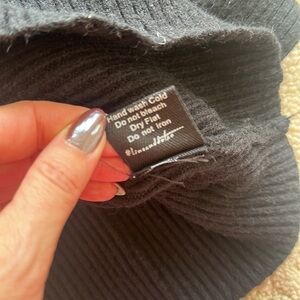 Hand wash Cold
Do not bleach
Dry Flat
Do not iron